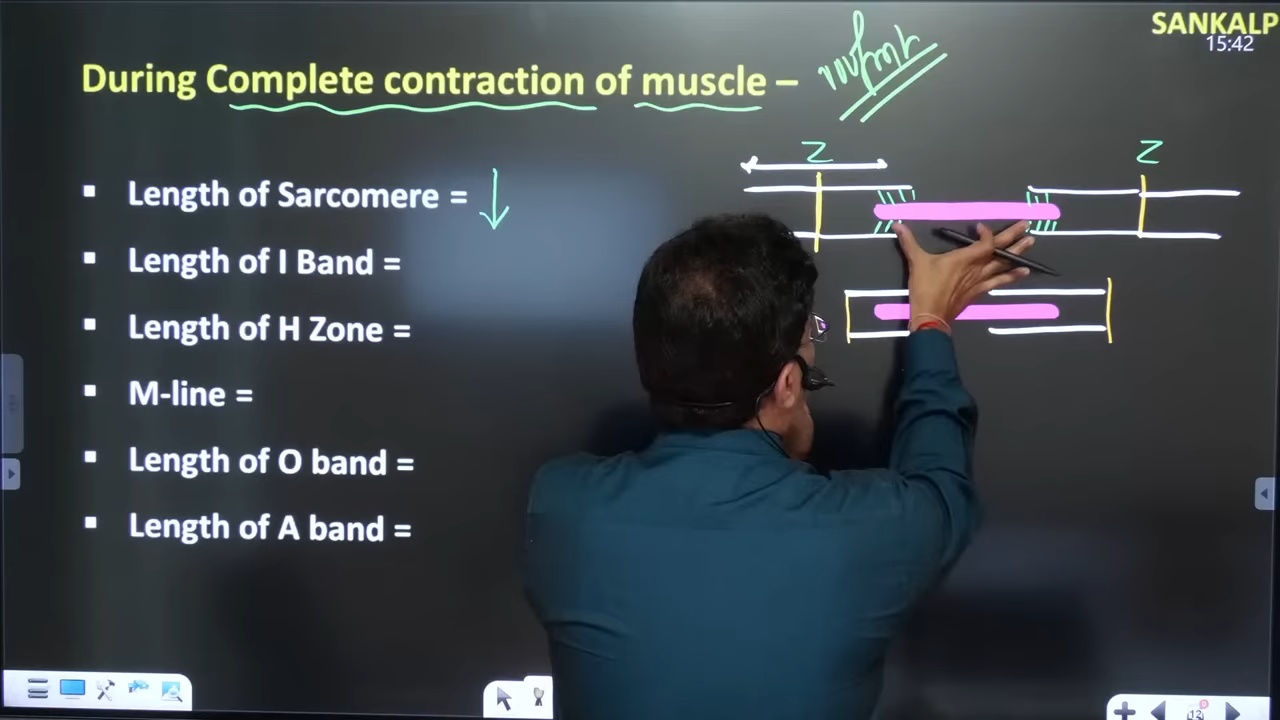 SANKALP
15:42
During Complete contraction of muscle –
Z
Z
▪ Length of Sarcomere = ↓
▪ Length of I Band =
▪ Length of H Zone =
▪ M-line =
▪ Length of O band =
▪ Length of A band =
12